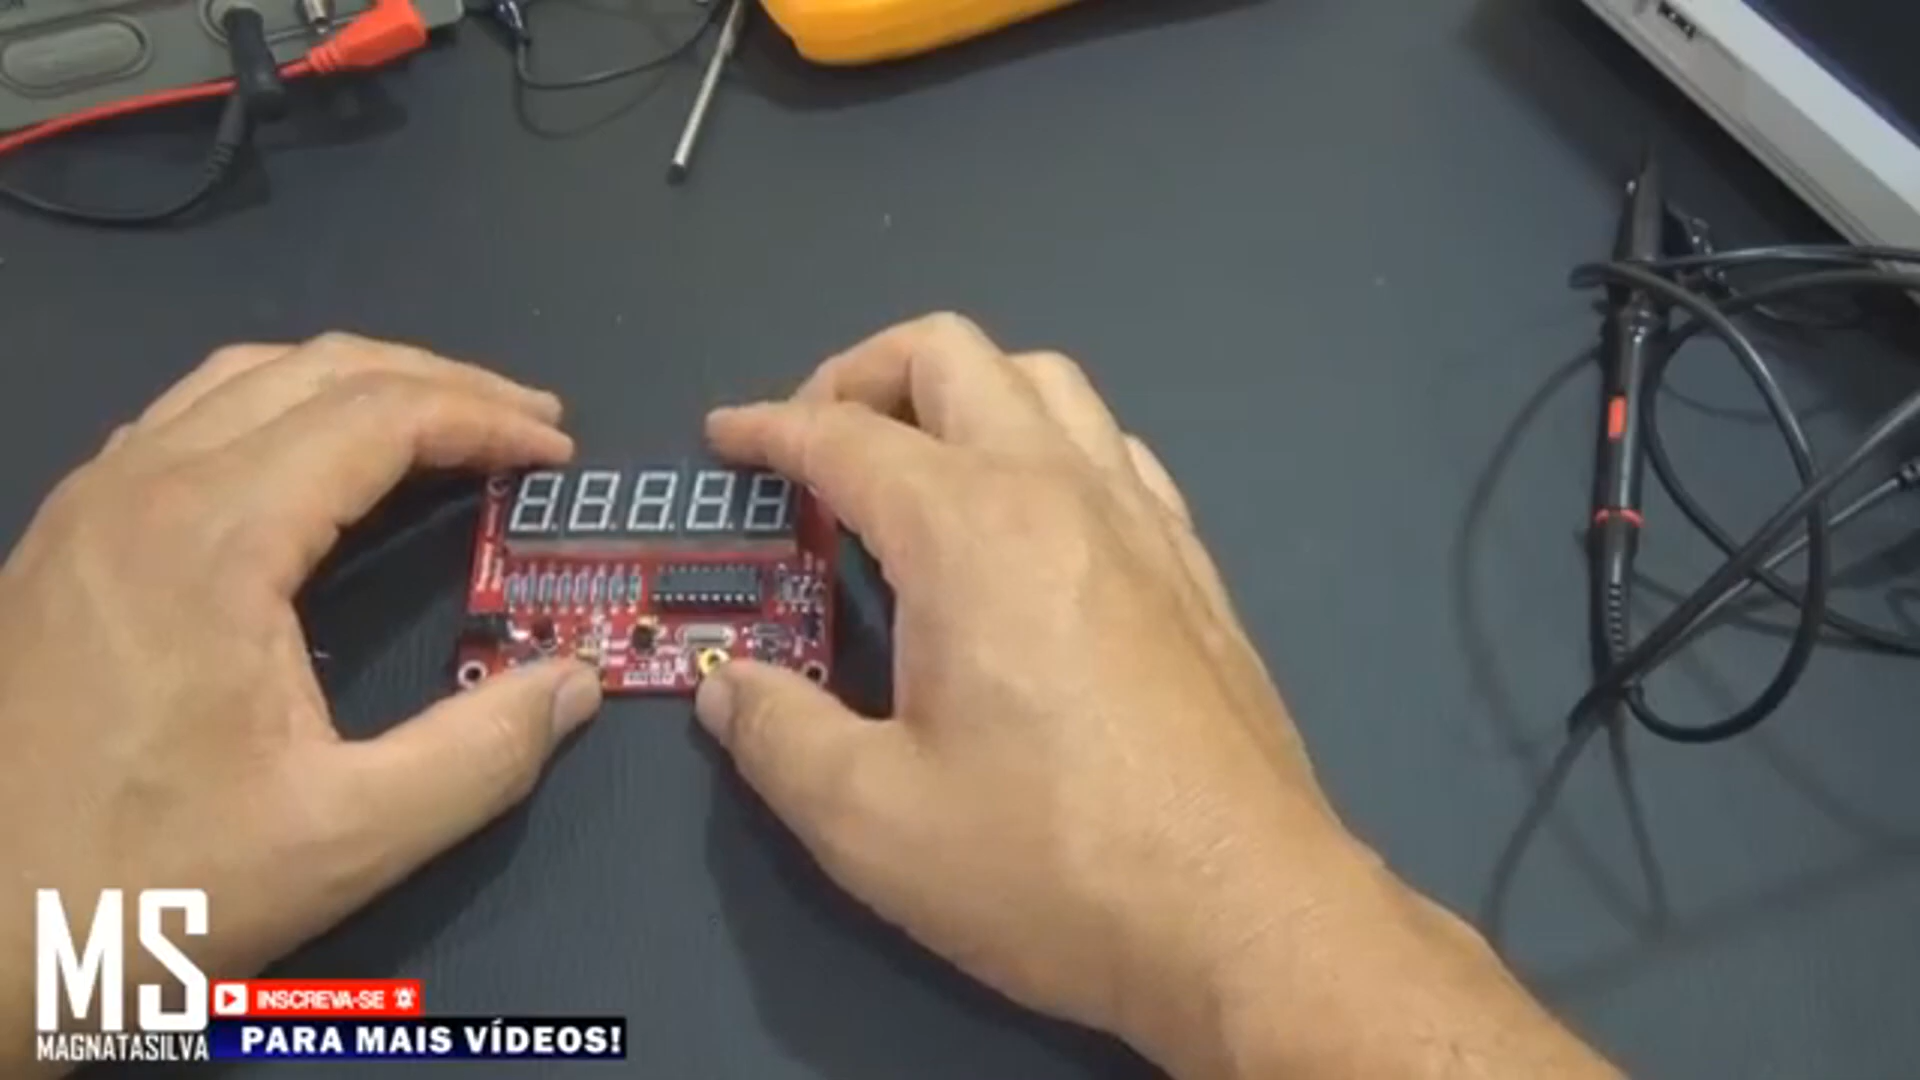 MS
MAGNATASILVA
INSCREVA-SE
PARA MAIS VÍDEOS!